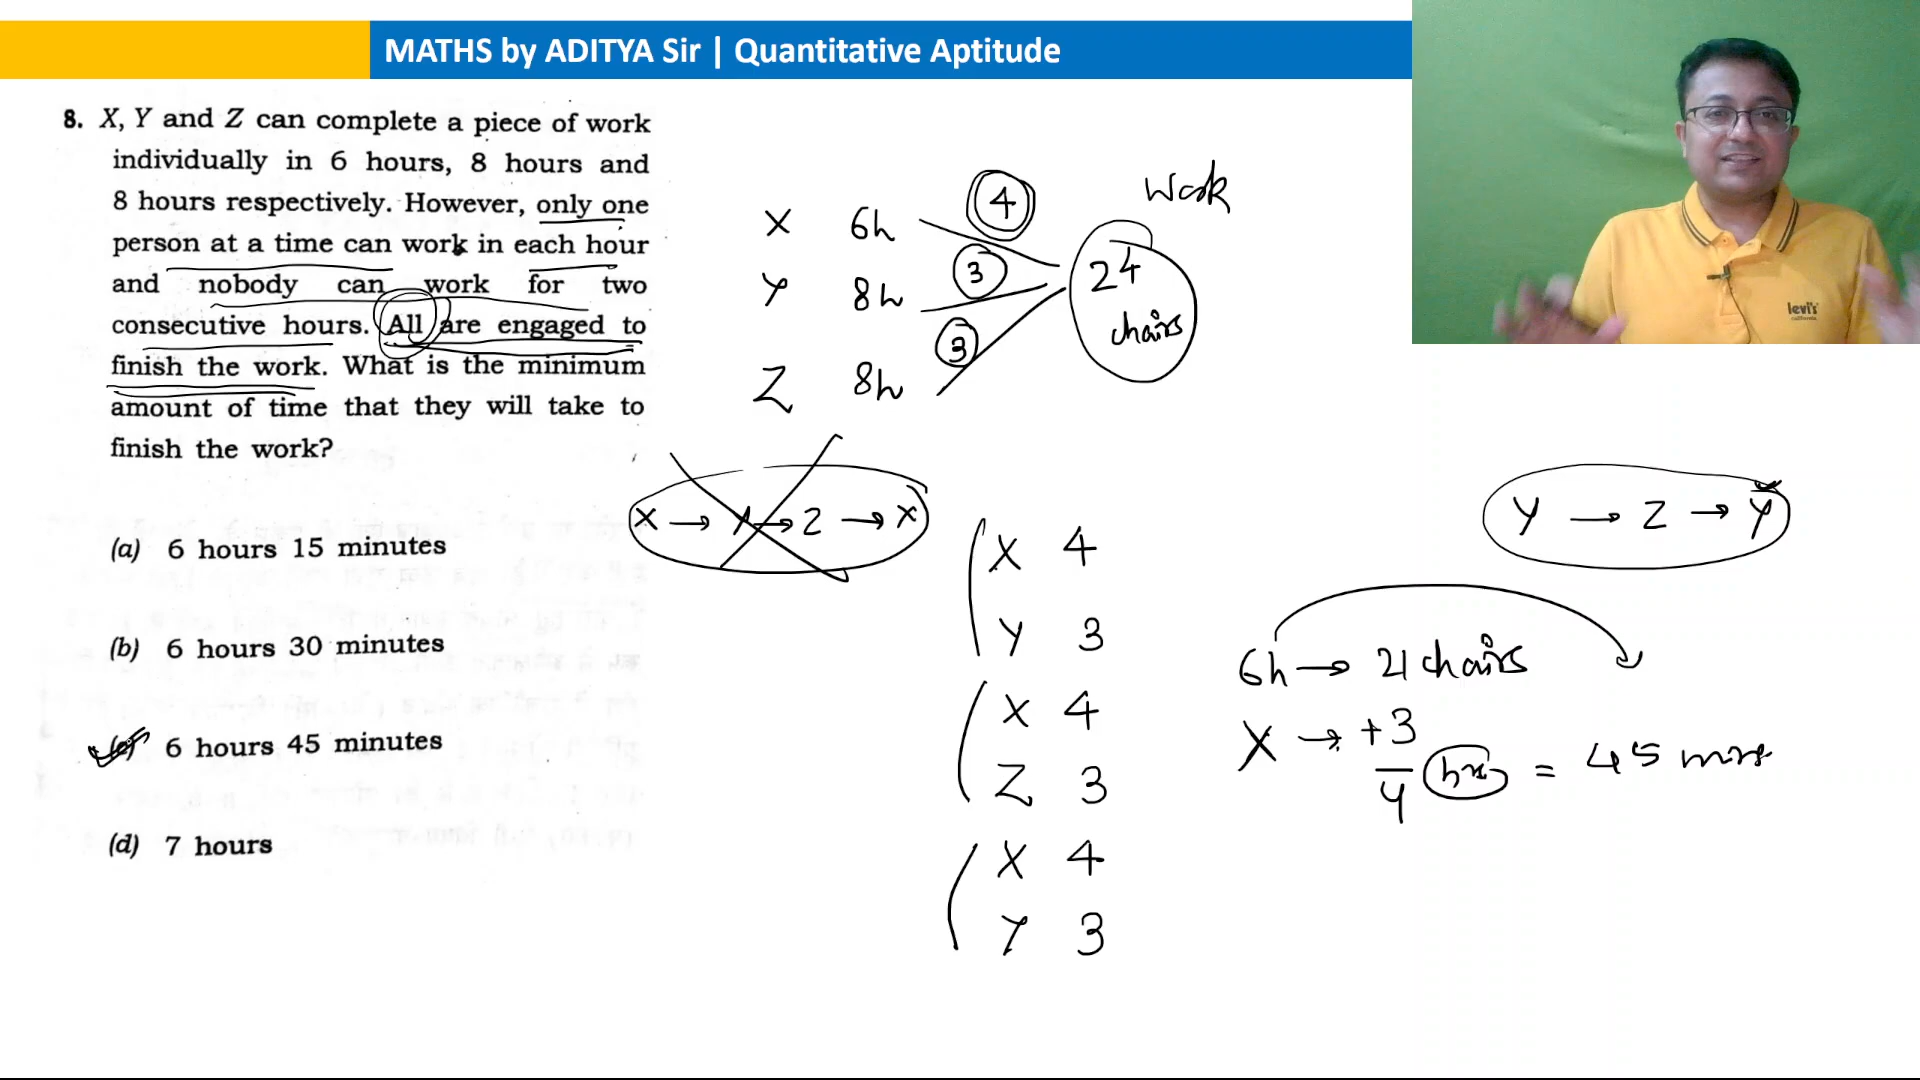 MATHS by ADITYA Sir | Quantitative Aptitude
8. X, Y and Z can complete a piece of work
individually in 6 hours, 8 hours and
8 hours respectively. However, only one
person at a time can work in each hour
and nobody can work for two
consecutive hours. All are engaged to
finish the work. What is the minimum
amount of time that they will take to
finish the work?
(a) 6 hours 15 minutes
(b) 6 hours 30 minutes
(c) 6 hours 45 minutes
(d) 7 hours
Work
X 6h 4
Y 8h 3
Z 8h 3
24
chairs
X → Y → Z → X
X 4
Y 3
X 4
Z 3
X 4
Y 3
Y → Z → Y
6h → 21 chairs
X → +3
4 hrs = 45 mns
levi's